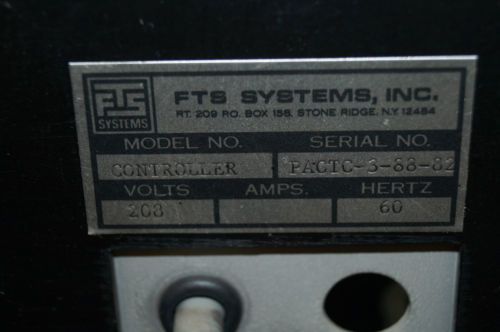 FTS SYSTEMS
FTS SYSTEMS, INC.
RT. 209 P.O. BOX 158, STONE RIDGE, N.Y. 12484
MODEL NO. SERIAL NO.
CONTROLLER PACTC-3-88-82
VOLTS AMPS. HERTZ
208 60